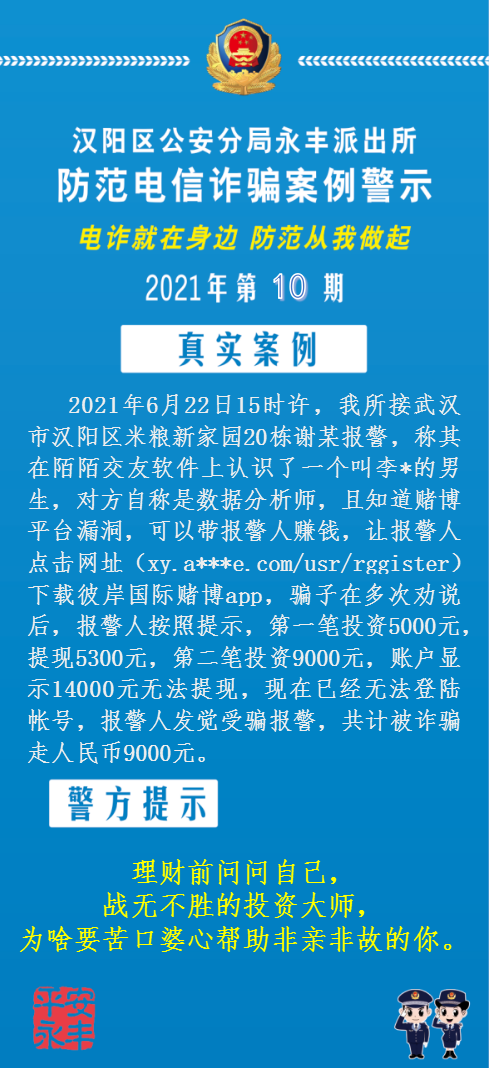 汉阳区公安分局永丰派出所
防范电信诈骗案例警示
电诈就在身边 防范从我做起
2021年第 10 期
真实案例
2021年6月22日15时许，我所接武汉
市汉阳区米粮新家园20栋谢某报警，称其
在陌陌交友软件上认识了一个叫李*的男
生，对方自称是数据分析师，且知道赌博
平台漏洞，可以带报警人赚钱，让报警人
点击网址（xy.a***e.com/usr/rggister）
下载彼岸国际赌博app，骗子在多次劝说
后，报警人按照提示，第一笔投资5000元，
提现5300元，第二笔投资9000元，账户显
示14000元无法提现，现在已经无法登陆
帐号，报警人发觉受骗报警，共计被诈骗
走人民币9000元。
警方提示
理财前问问自己，
战无不胜的投资大师，
为啥要苦口婆心帮助非亲非故的你。
平安
永丰